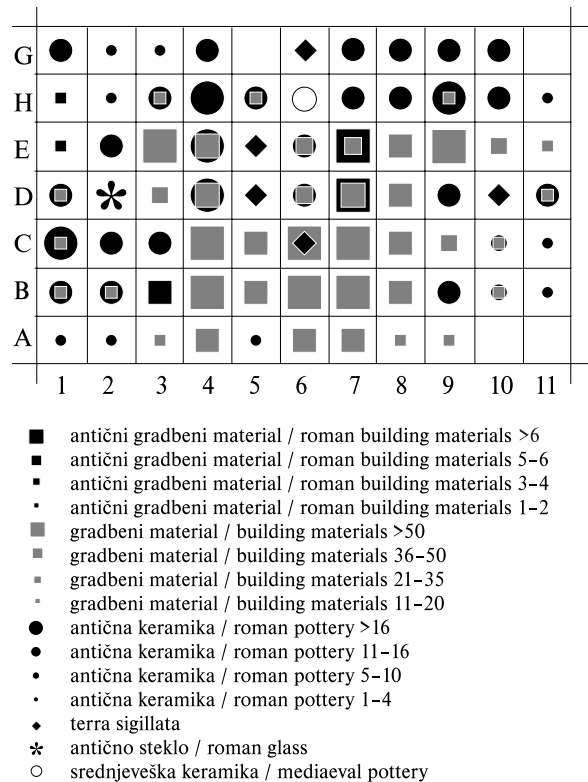 G
H
E
D
C
B
A
1 2 3 4 5 6 7 8 9 10 11
antični gradbeni material / roman building materials >6
antični gradbeni material / roman building materials 5–6
antični gradbeni material / roman building materials 3–4
antični gradbeni material / roman building materials 1–2
gradbeni material / building materials >50
gradbeni material / building materials 36–50
gradbeni material / building materials 21–35
gradbeni material / building materials 11–20
antična keramika / roman pottery >16
antična keramika / roman pottery 11–16
antična keramika / roman pottery 5–10
antična keramika / roman pottery 1–4
terra sigillata
antično steklo / roman glass
srednjeveška keramika / mediaeval pottery